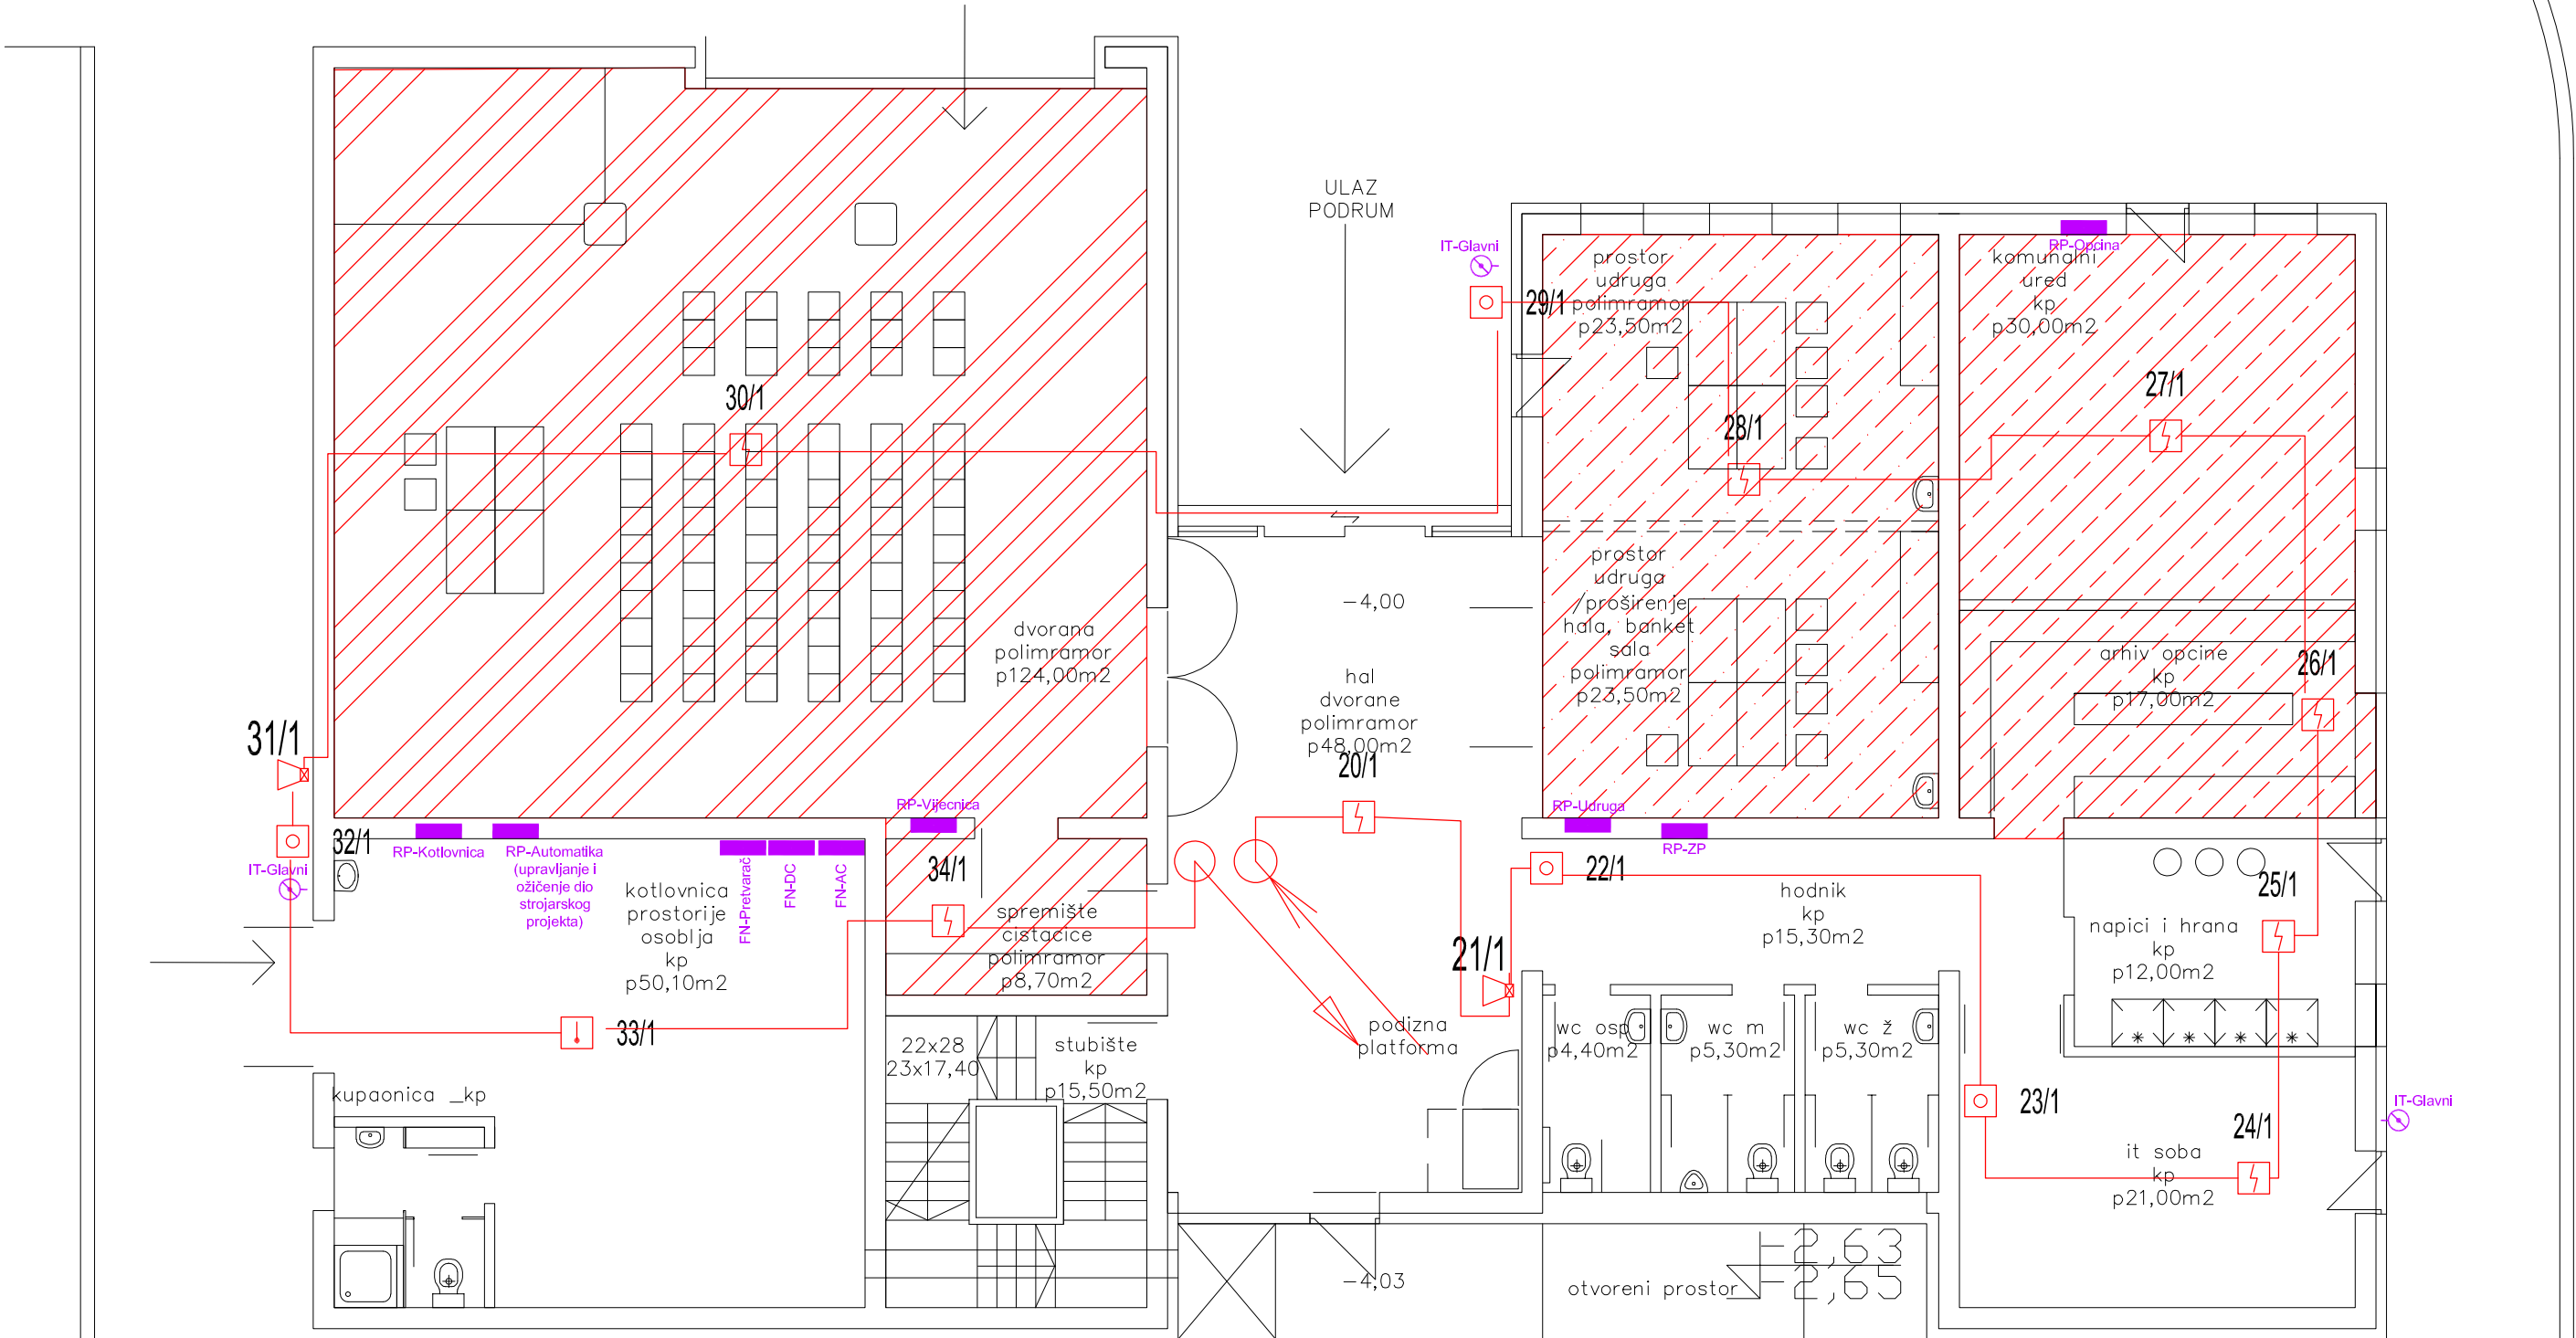 ULAZ
PODRUM
IT-Glavni
29/1
prostor
udruga
polimramor
p23,50m2
RP-Opcina
komunalni
ured
kp
p30,00m2
27/1
28/1
30/1
dvorana
polimramor
p124,00m2
-4,00
hal
dvorane
polimramor
p48,00m2
20/1
prostor
udruga
/proširenje
hala, banket
sala
polimramor
p23,50m2
arhiv opcine
kp
p17,00m2
26/1
31/1
32/1
IT-Glavni
RP-Kotlovnica
RP-Automatika
(upravljanje i
ožičenje dio
strojarskog
projekta)
kotlovnica
prostorije
osoblja
kp
p50,10m2
FN-Pretvarač
FN-DC
FN-AC
RP-Vijecnica
34/1
spremište
cistacice
polimramor
p8,70m2
RP-Udruga
RP-ZP
22/1
21/1
hodnik
kp
p15,30m2
25/1
napici i hrana
kp
p12,00m2
33/1
22x28
23x17,40
stubište
kp
p15,50m2
podizna
platforma
wc osp
p4,40m2
wc m
p5,30m2
wc ž
p5,30m2
kupaonica _kp
23/1
24/1
it soba
kp
p21,00m2
IT-Glavni
-4,03
otvoreni prostor
-2,63
-2,65